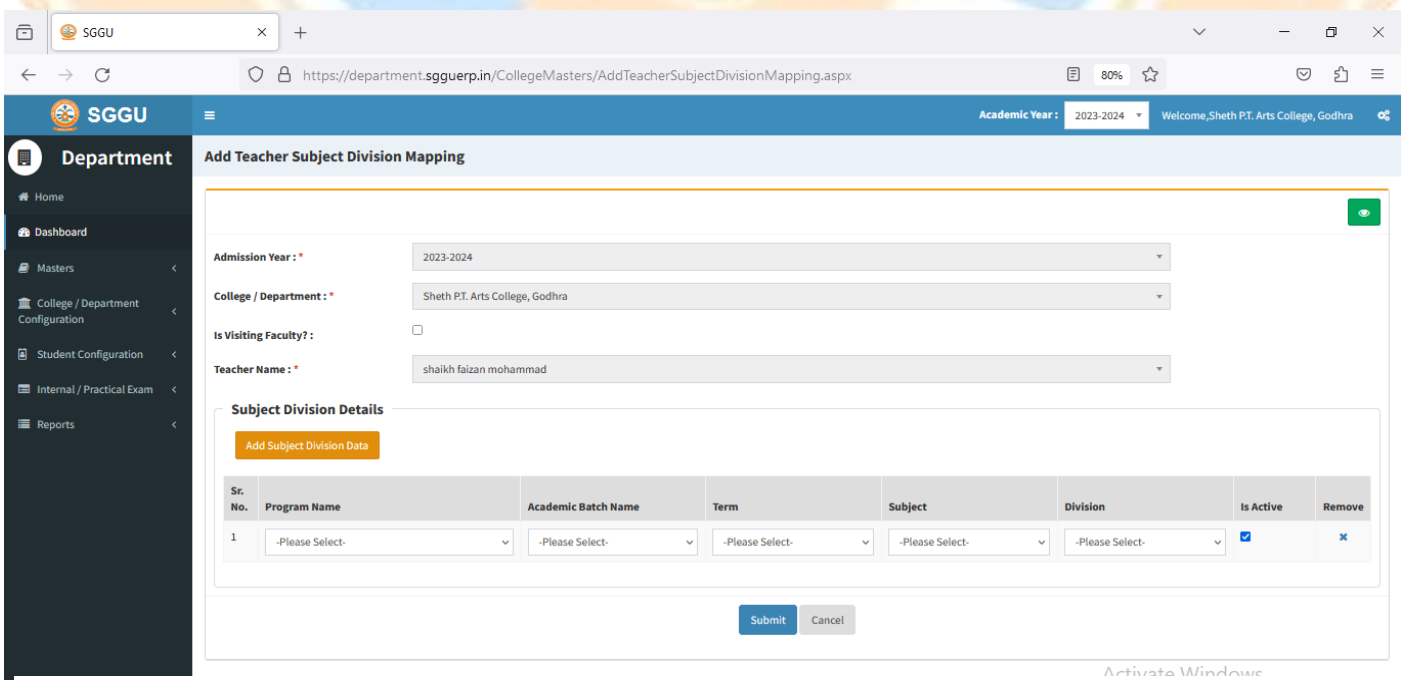 SGGU
https://department.sgguerp.in/CollegeMasters/AddTeacherSubjectDivisionMapping.aspx
80%
SGGU
Academic Year :
2023-2024
Welcome,Sheth P.T. Arts College, Godhra
Department
Add Teacher Subject Division Mapping
Home
Dashboard
Masters
College / Department
Configuration
Student Configuration
Internal / Practical Exam
Reports
Admission Year : *
2023-2024
College / Department : *
Sheth P.T. Arts College, Godhra
Is Visiting Faculty? :
Teacher Name : *
shaikh faizan mohammad
Subject Division Details
Add Subject Division Data
Sr.
No. Program Name Academic Batch Name Term Subject Division Is Active Remove
1 -Please Select- -Please Select- -Please Select- -Please Select- -Please Select-
Submit Cancel
Activate Windows